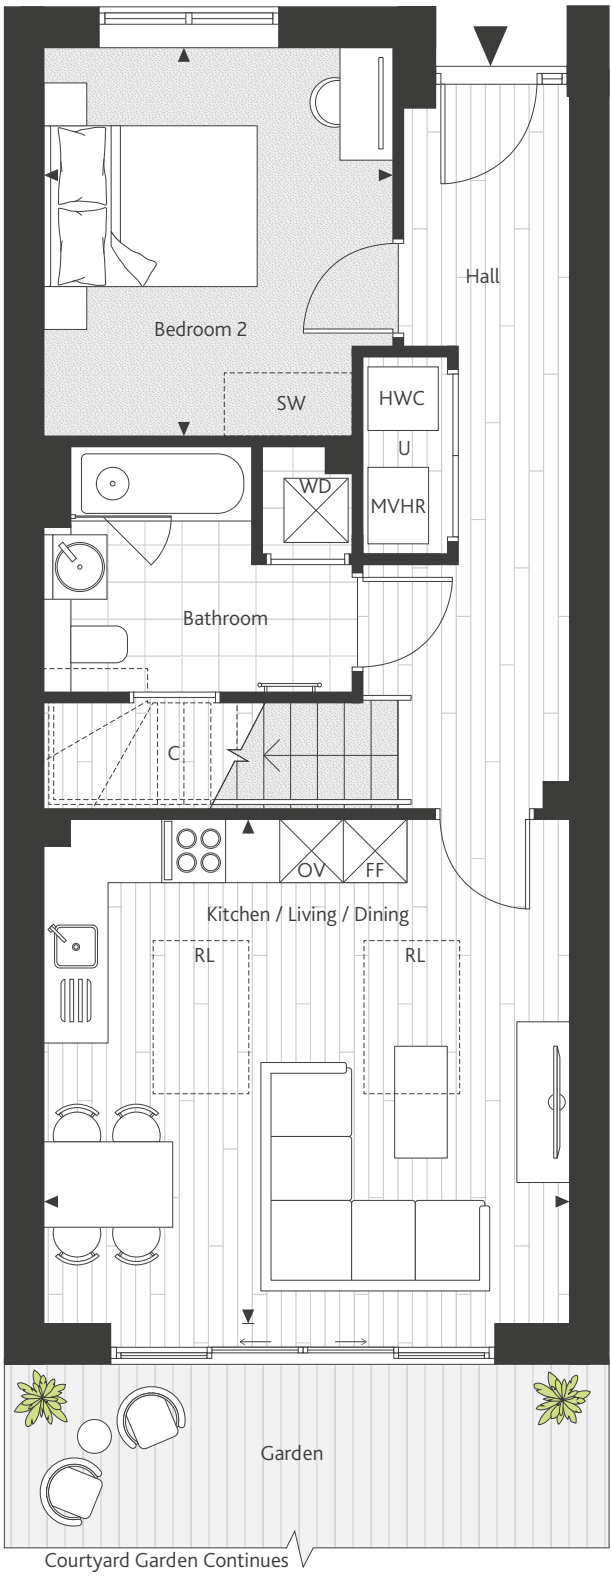 Hall
Bedroom 2
SW
HWC
U
WD
MVHR
Bathroom
C
OV
FF
Kitchen / Living / Dining
RL
RL
Garden
Courtyard Garden Continues